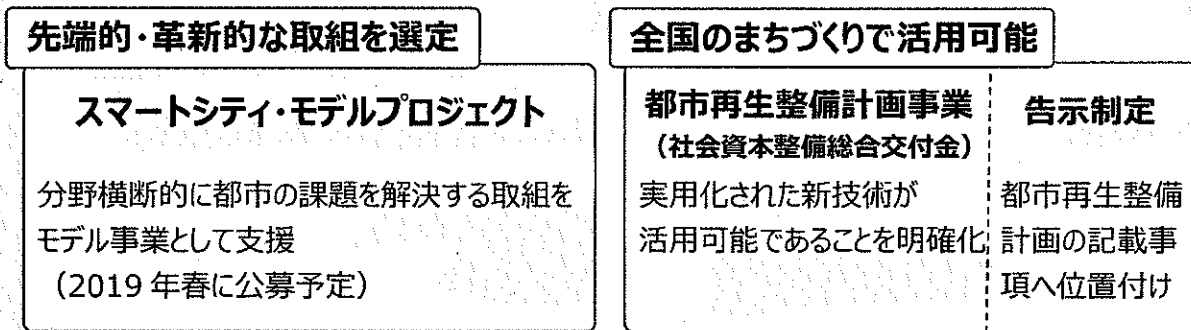 先端的・革新的な取組を選定
スマートシティ・モデルプロジェクト
分野横断的に都市の課題を解決する取組を
モデル事業として支援
(2019 年春に公募予定)
全国のまちづくりで活用可能
都市再生整備計画事業
(社会資本整備総合交付金)
実用化された新技術が
活用可能であることを明確化
告示制定
都市再生整備
計画の記載事
項へ位置付け